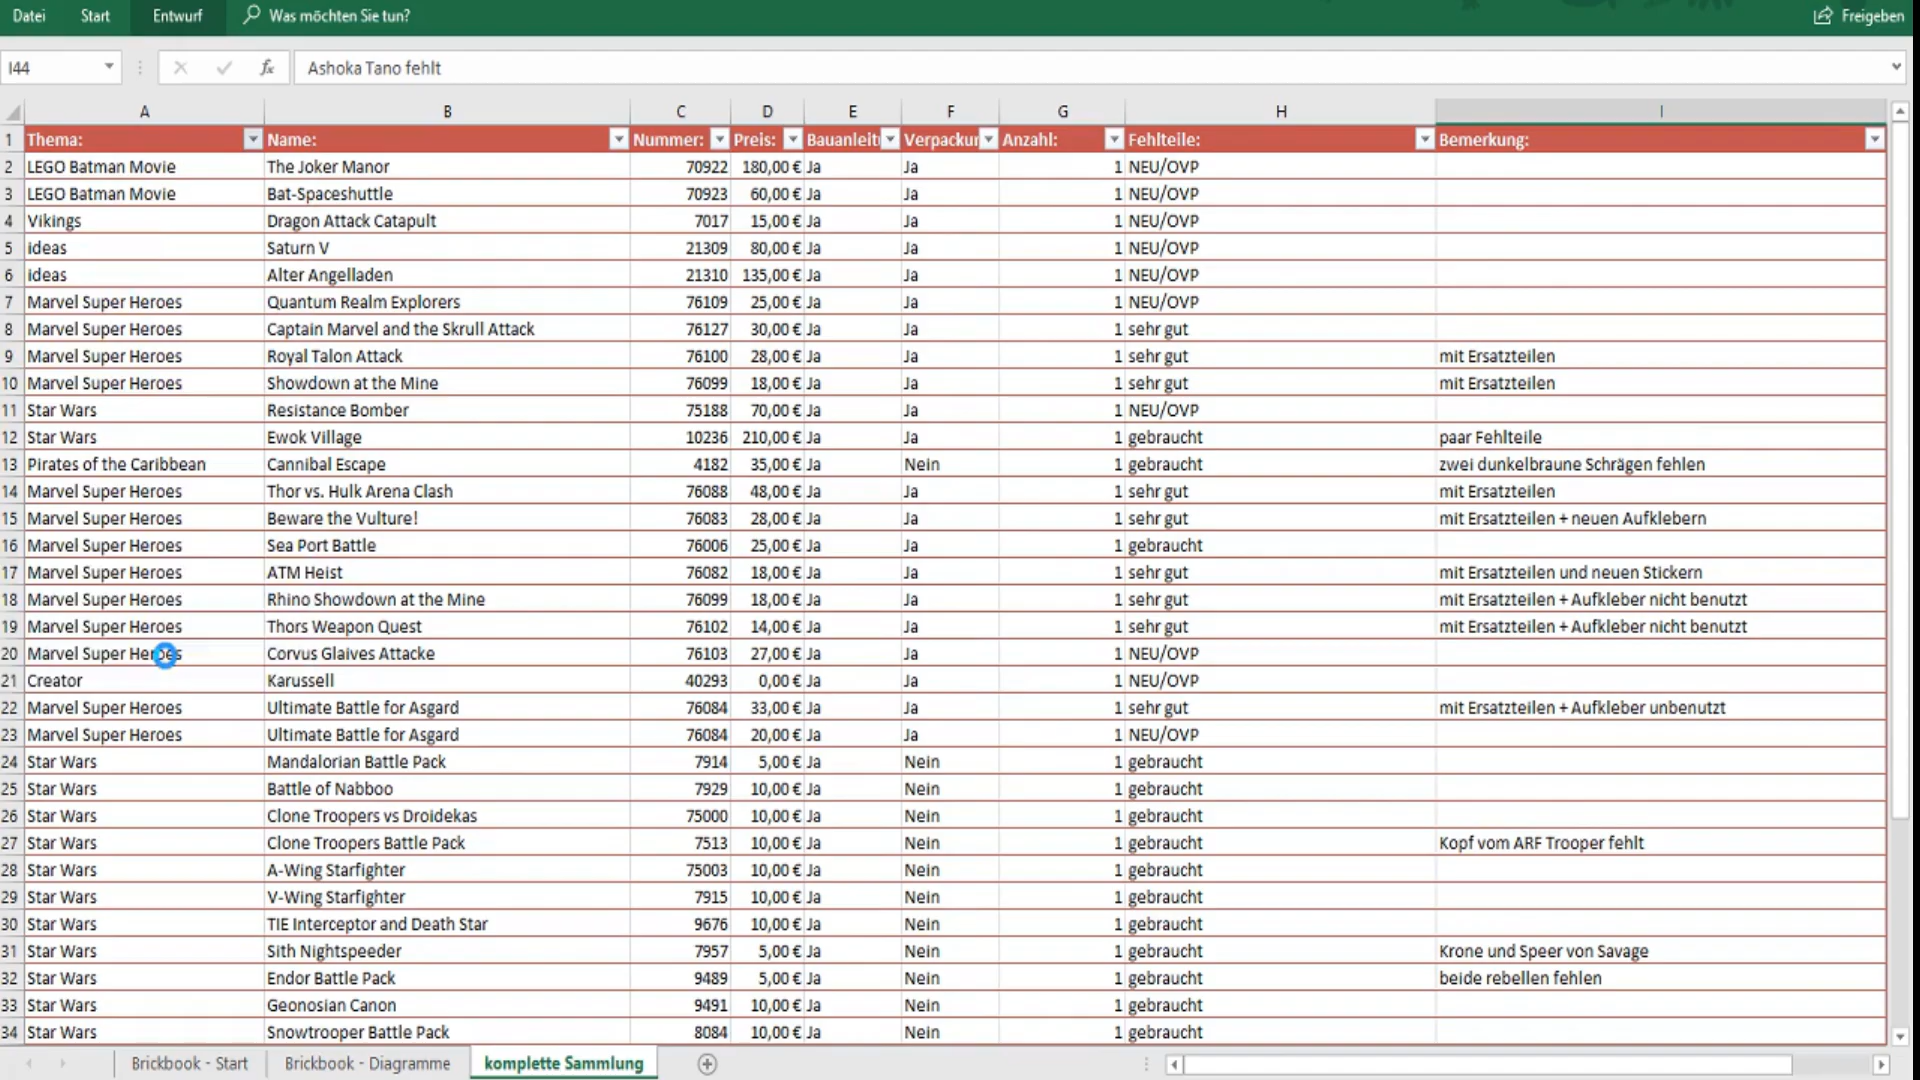 Datei Start Entwurf Was möchten Sie tun? Freigeben
I44 fx Ashoka Tano fehlt
A B C D E F G H I
1 Thema: Name: Nummer: Preis: Bauanleit Verpackun Anzahl: Fehlteile: Bemerkung:
2 LEGO Batman Movie The Joker Manor 70922 180,00 € Ja Ja 1 NEU/OVP
3 LEGO Batman Movie Bat-Spaceshuttle 70923 60,00 € Ja Ja 1 NEU/OVP
4 Vikings Dragon Attack Catapult 7017 15,00 € Ja Ja 1 NEU/OVP
5 ideas Saturn V 21309 80,00 € Ja Ja 1 NEU/OVP
6 ideas Alter Angelladen 21310 135,00 € Ja Ja 1 NEU/OVP
7 Marvel Super Heroes Quantum Realm Explorers 76109 25,00 € Ja Ja 1 NEU/OVP
8 Marvel Super Heroes Captain Marvel and the Skrull Attack 76127 30,00 € Ja Ja 1 sehr gut
9 Marvel Super Heroes Royal Talon Attack 76100 28,00 € Ja Ja 1 sehr gut mit Ersatzteilen
10 Marvel Super Heroes Showdown at the Mine 76099 18,00 € Ja Ja 1 sehr gut mit Ersatzteilen
11 Star Wars Resistance Bomber 75188 70,00 € Ja Ja 1 NEU/OVP
12 Star Wars Ewok Village 10236 210,00 € Ja Ja 1 gebraucht paar Fehlteile
13 Pirates of the Caribbean Cannibal Escape 4182 35,00 € Ja Nein 1 gebraucht zwei dunkelbraune Schrägen fehlen
14 Marvel Super Heroes Thor vs. Hulk Arena Clash 76088 48,00 € Ja Ja 1 sehr gut mit Ersatzteilen
15 Marvel Super Heroes Beware the Vulture! 76083 28,00 € Ja Ja 1 sehr gut mit Ersatzteilen + neuen Aufklebern
16 Marvel Super Heroes Sea Port Battle 76006 25,00 € Ja Ja 1 gebraucht
17 Marvel Super Heroes ATM Heist 76082 18,00 € Ja Ja 1 sehr gut mit Ersatzteilen und neuen Stickern
18 Marvel Super Heroes Rhino Showdown at the Mine 76099 18,00 € Ja Ja 1 sehr gut mit Ersatzteilen + Aufkleber nicht benutzt
19 Marvel Super Heroes Thors Weapon Quest 76102 14,00 € Ja Ja 1 sehr gut mit Ersatzteilen + Aufkleber nicht benutzt
20 Marvel Super Heroes Corvus Glaives Attacke 76103 27,00 € Ja Ja 1 NEU/OVP
21 Creator Karussell 40293 0,00 € Ja Ja 1 NEU/OVP
22 Marvel Super Heroes Ultimate Battle for Asgard 76084 33,00 € Ja Ja 1 sehr gut mit Ersatzteilen + Aufkleber unbenutzt
23 Marvel Super Heroes Ultimate Battle for Asgard 76084 20,00 € Ja Ja 1 NEU/OVP
24 Star Wars Mandalorian Battle Pack 7914 5,00 € Ja Nein 1 gebraucht
25 Star Wars Battle of Nabboo 7929 10,00 € Ja Nein 1 gebraucht
26 Star Wars Clone Troopers vs Droidekas 75000 10,00 € Ja Nein 1 gebraucht
27 Star Wars Clone Troopers Battle Pack 7513 10,00 € Ja Nein 1 gebraucht Kopf vom ARF Trooper fehlt
28 Star Wars A-Wing Starfighter 75003 10,00 € Ja Nein 1 gebraucht
29 Star Wars V-Wing Starfighter 7915 10,00 € Ja Nein 1 gebraucht
30 Star Wars TIE Interceptor and Death Star 9676 10,00 € Ja Nein 1 gebraucht
31 Star Wars Sith Nightspeeder 7957 5,00 € Ja Nein 1 gebraucht Krone und Speer von Savage
32 Star Wars Endor Battle Pack 9489 5,00 € Ja Nein 1 gebraucht beide rebellen fehlen
33 Star Wars Geonosian Canon 9491 10,00 € Ja Nein 1 gebraucht
34 Star Wars Snowtrooper Battle Pack 8084 10,00 € Ja Nein 1 gebraucht
Brickbook - Start Brickbook - Diagramme komplette Sammlung